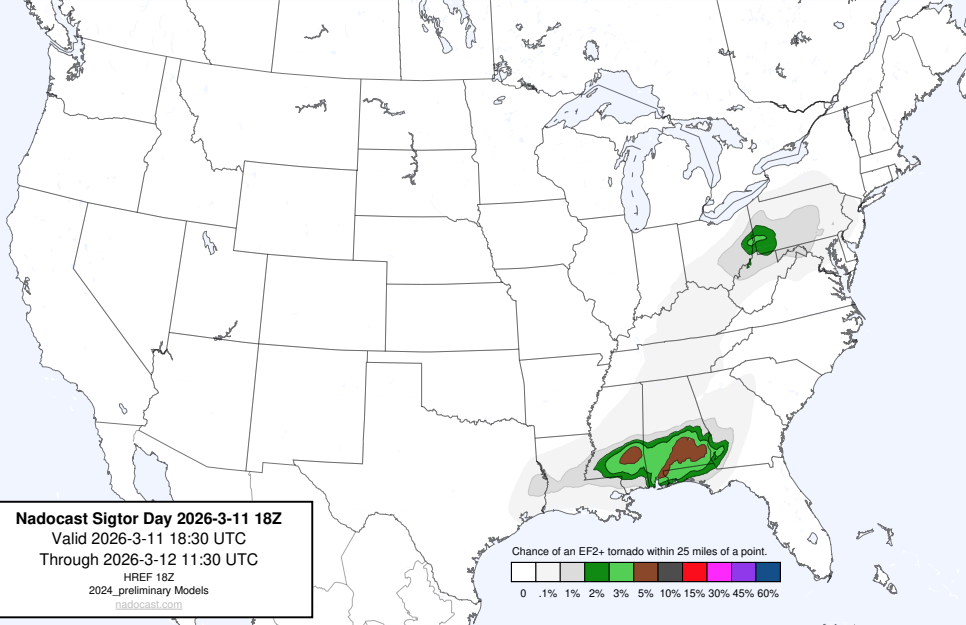 Nadocast Sigtor Day 2026-3-11 18Z
Valid 2026-3-11 18:30 UTC
Through 2026-3-12 11:30 UTC
HREF 18Z
2024_preliminary Models
nadocast.com
Chance of an EF2+ tornado within 25 miles of a point.
0 .1% 1% 2% 3% 5% 10% 15% 30% 45% 60%